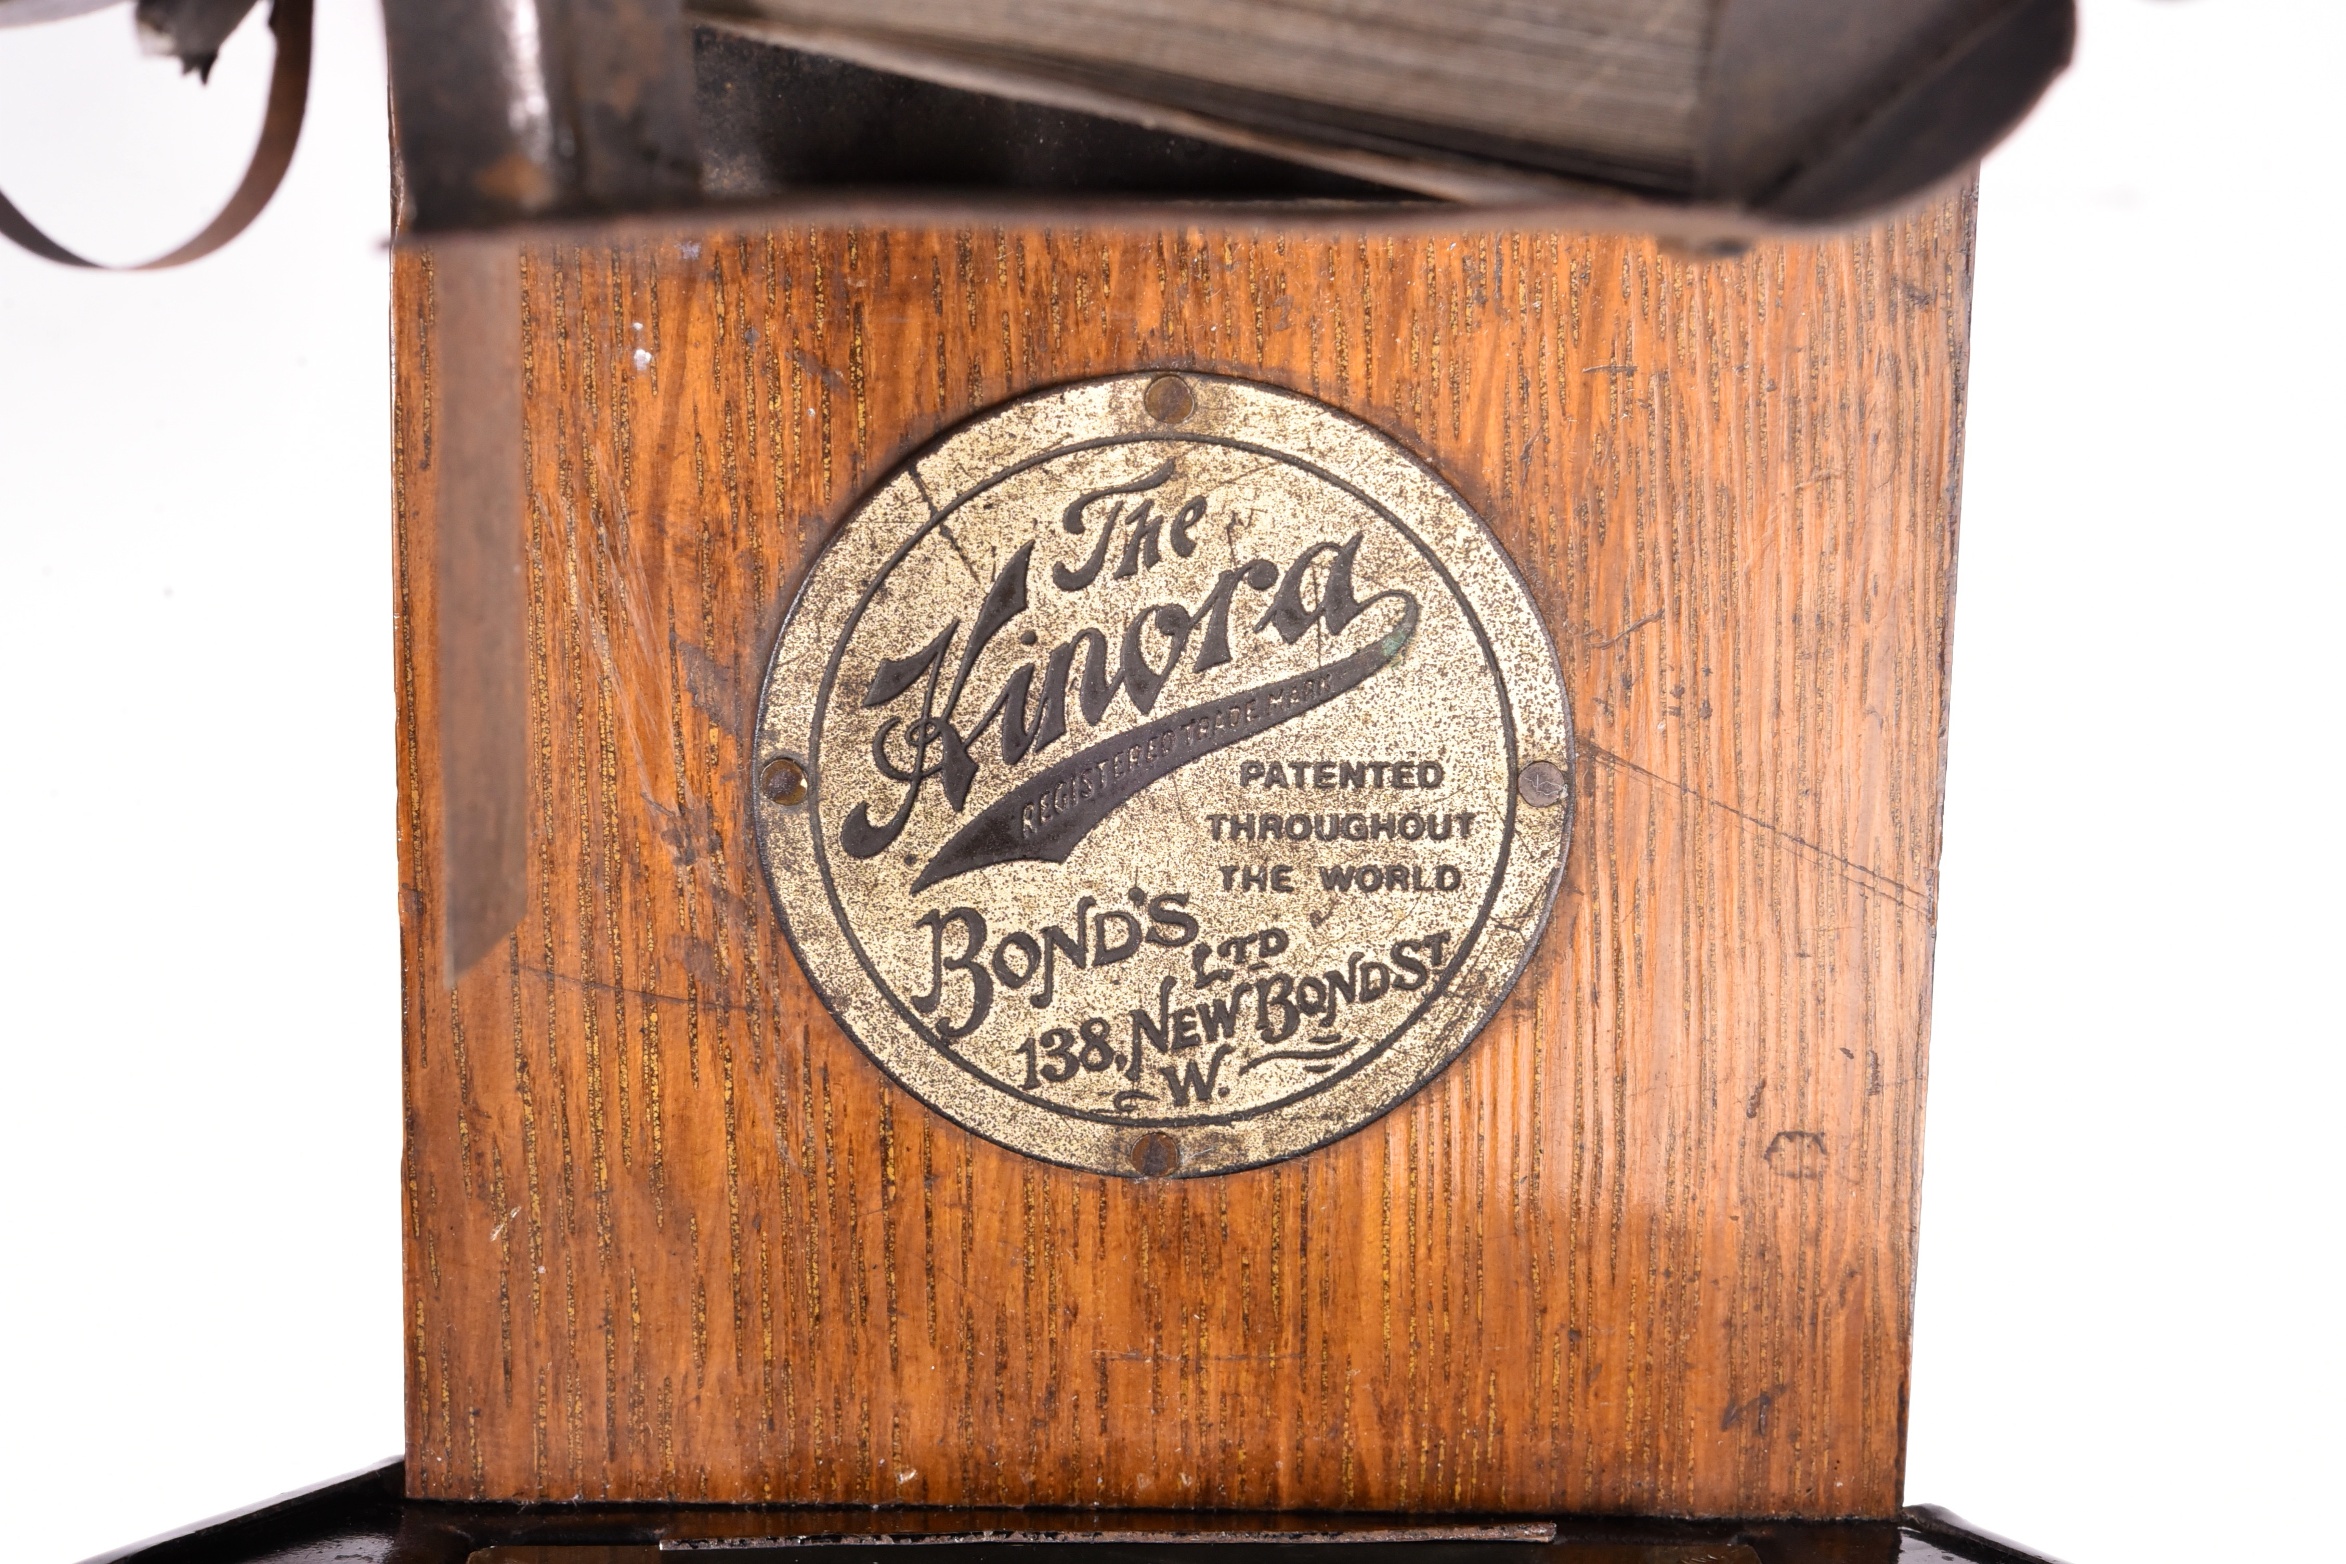 The
Kinora
REGISTERED TRADE MARK
PATENTED
THROUGHOUT
THE WORLD
BOND'S
LTD
138, NEW BOND ST
W.